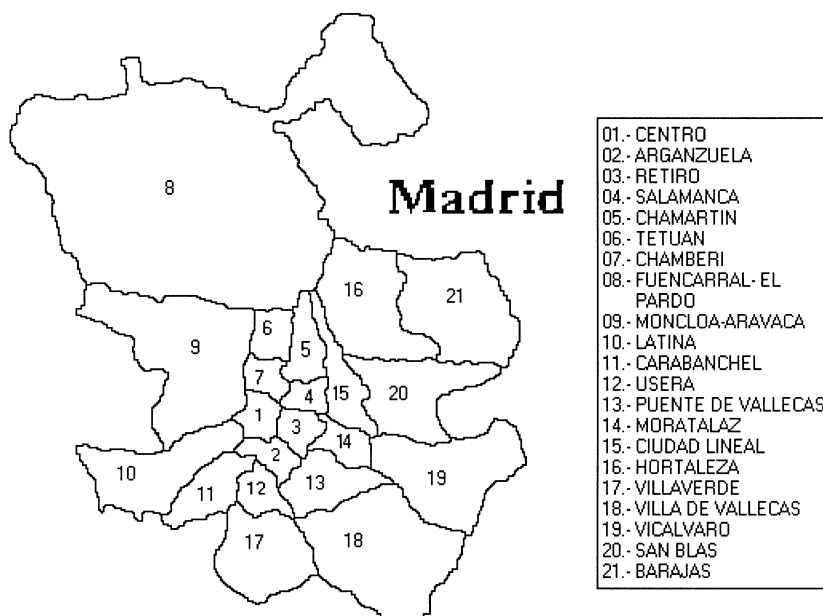 8
Madrid
16
21
6
5
9
7
4
15
20
1
3
14
2
10
11
12
13
19
17
18
01.- CENTRO
02.- ARGANZUELA
03.- RETIRO
04.- SALAMANCA
05.- CHAMARTIN
06.- TETUAN
07.- CHAMBERI
08.- FUENCARRAL- EL
PARDO
09.- MONCLOA-ARAVACA
10.- LATINA
11.- CARABANCHEL
12.- USERA
13.- PUENTE DE VALLECAS
14.- MORATALAZ
15.- CIUDAD LINEAL
16.- HORTALEZA
17.- VILLAVERDE
18.- VILLA DE VALLECAS
19.- VICALVARO
20.- SAN BLAS
21.- BARAJAS